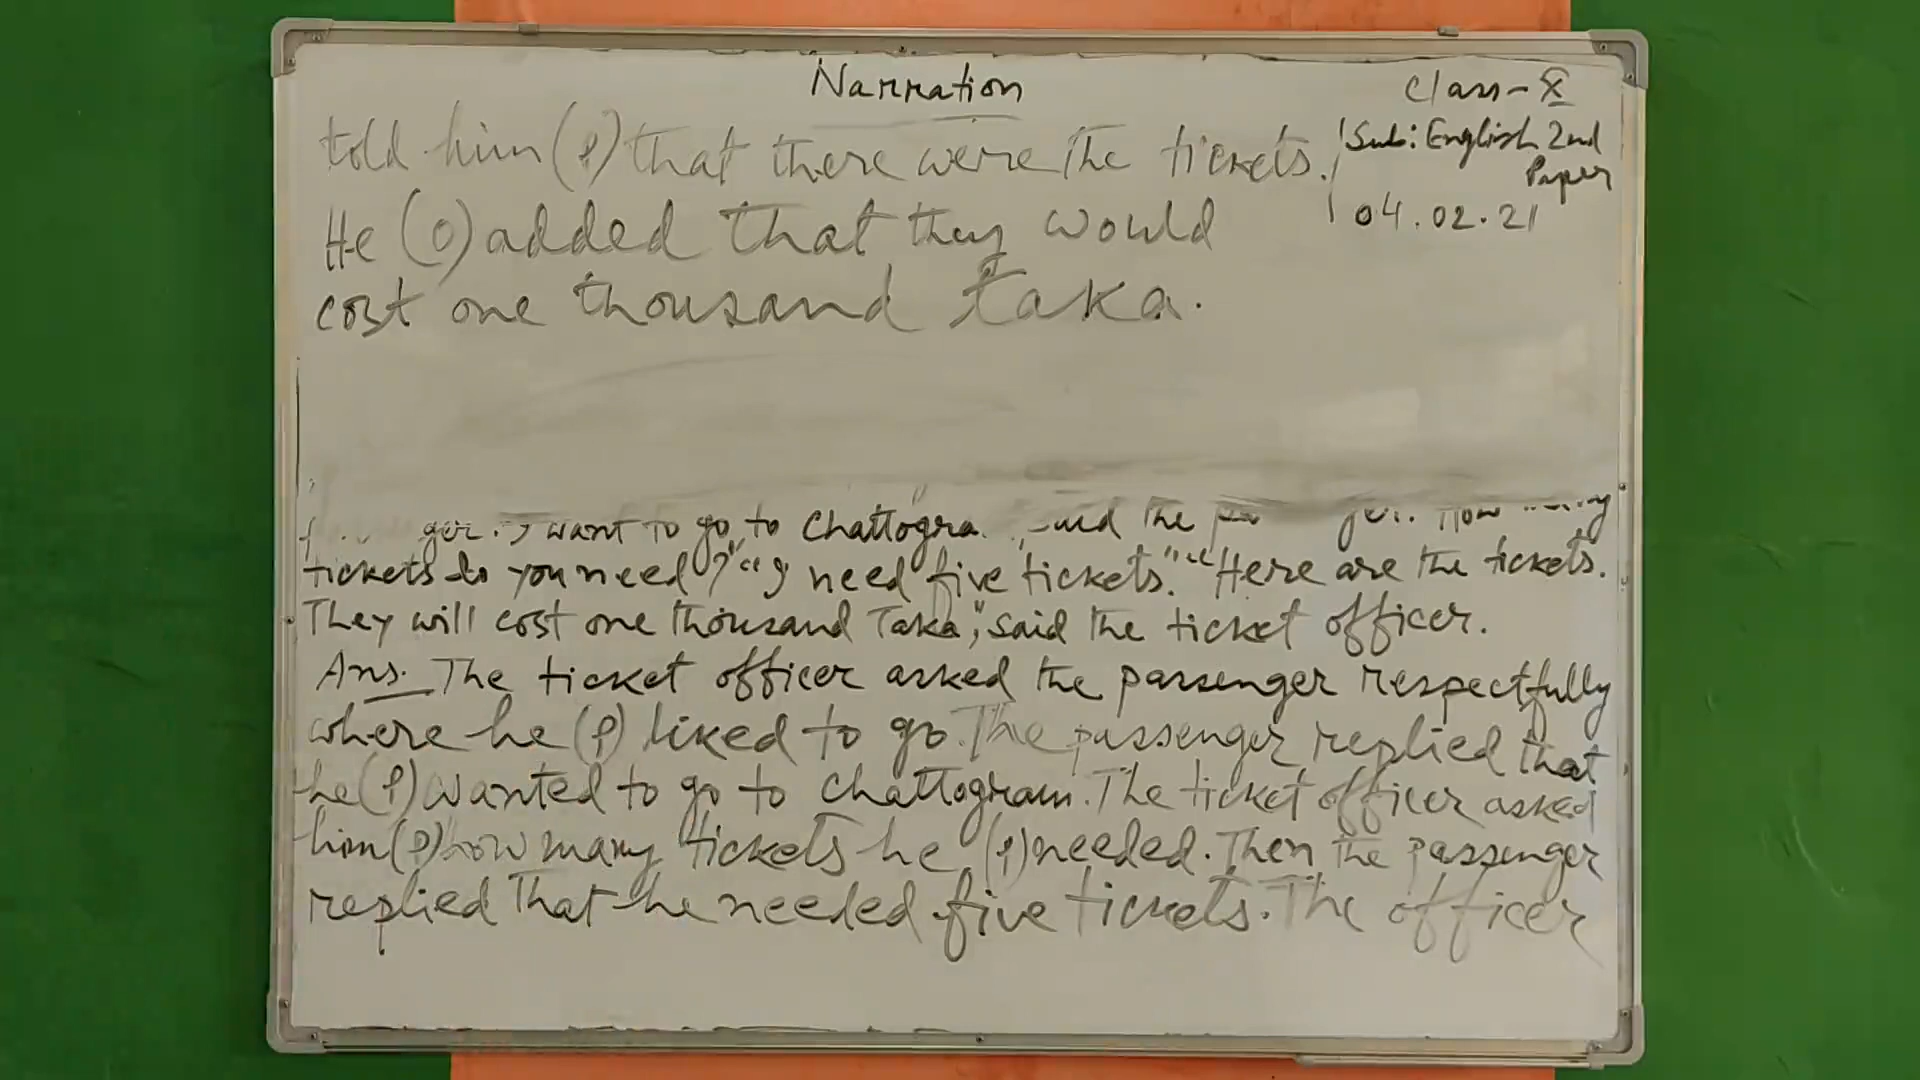 Narration
Class-X
Sub: English 2nd
Paper
04.02.21
told him (P) that there were the tickets.
He (O) added that they would
cost one thousand taka.
want to go to Chattogra said the
tickets do you need?" "I need five tickets." "Here are the tickets.
They will cost one thousand Taka," said the ticket officer.
Ans. The ticket officer asked the passenger respectfully
where he (P) liked to go. The passenger replied that
he (P) wanted to go to Chattogram. The ticket officer asked
him (P) how many tickets he (P) needed. Then the passenger
replied that he needed five tickets. The officer